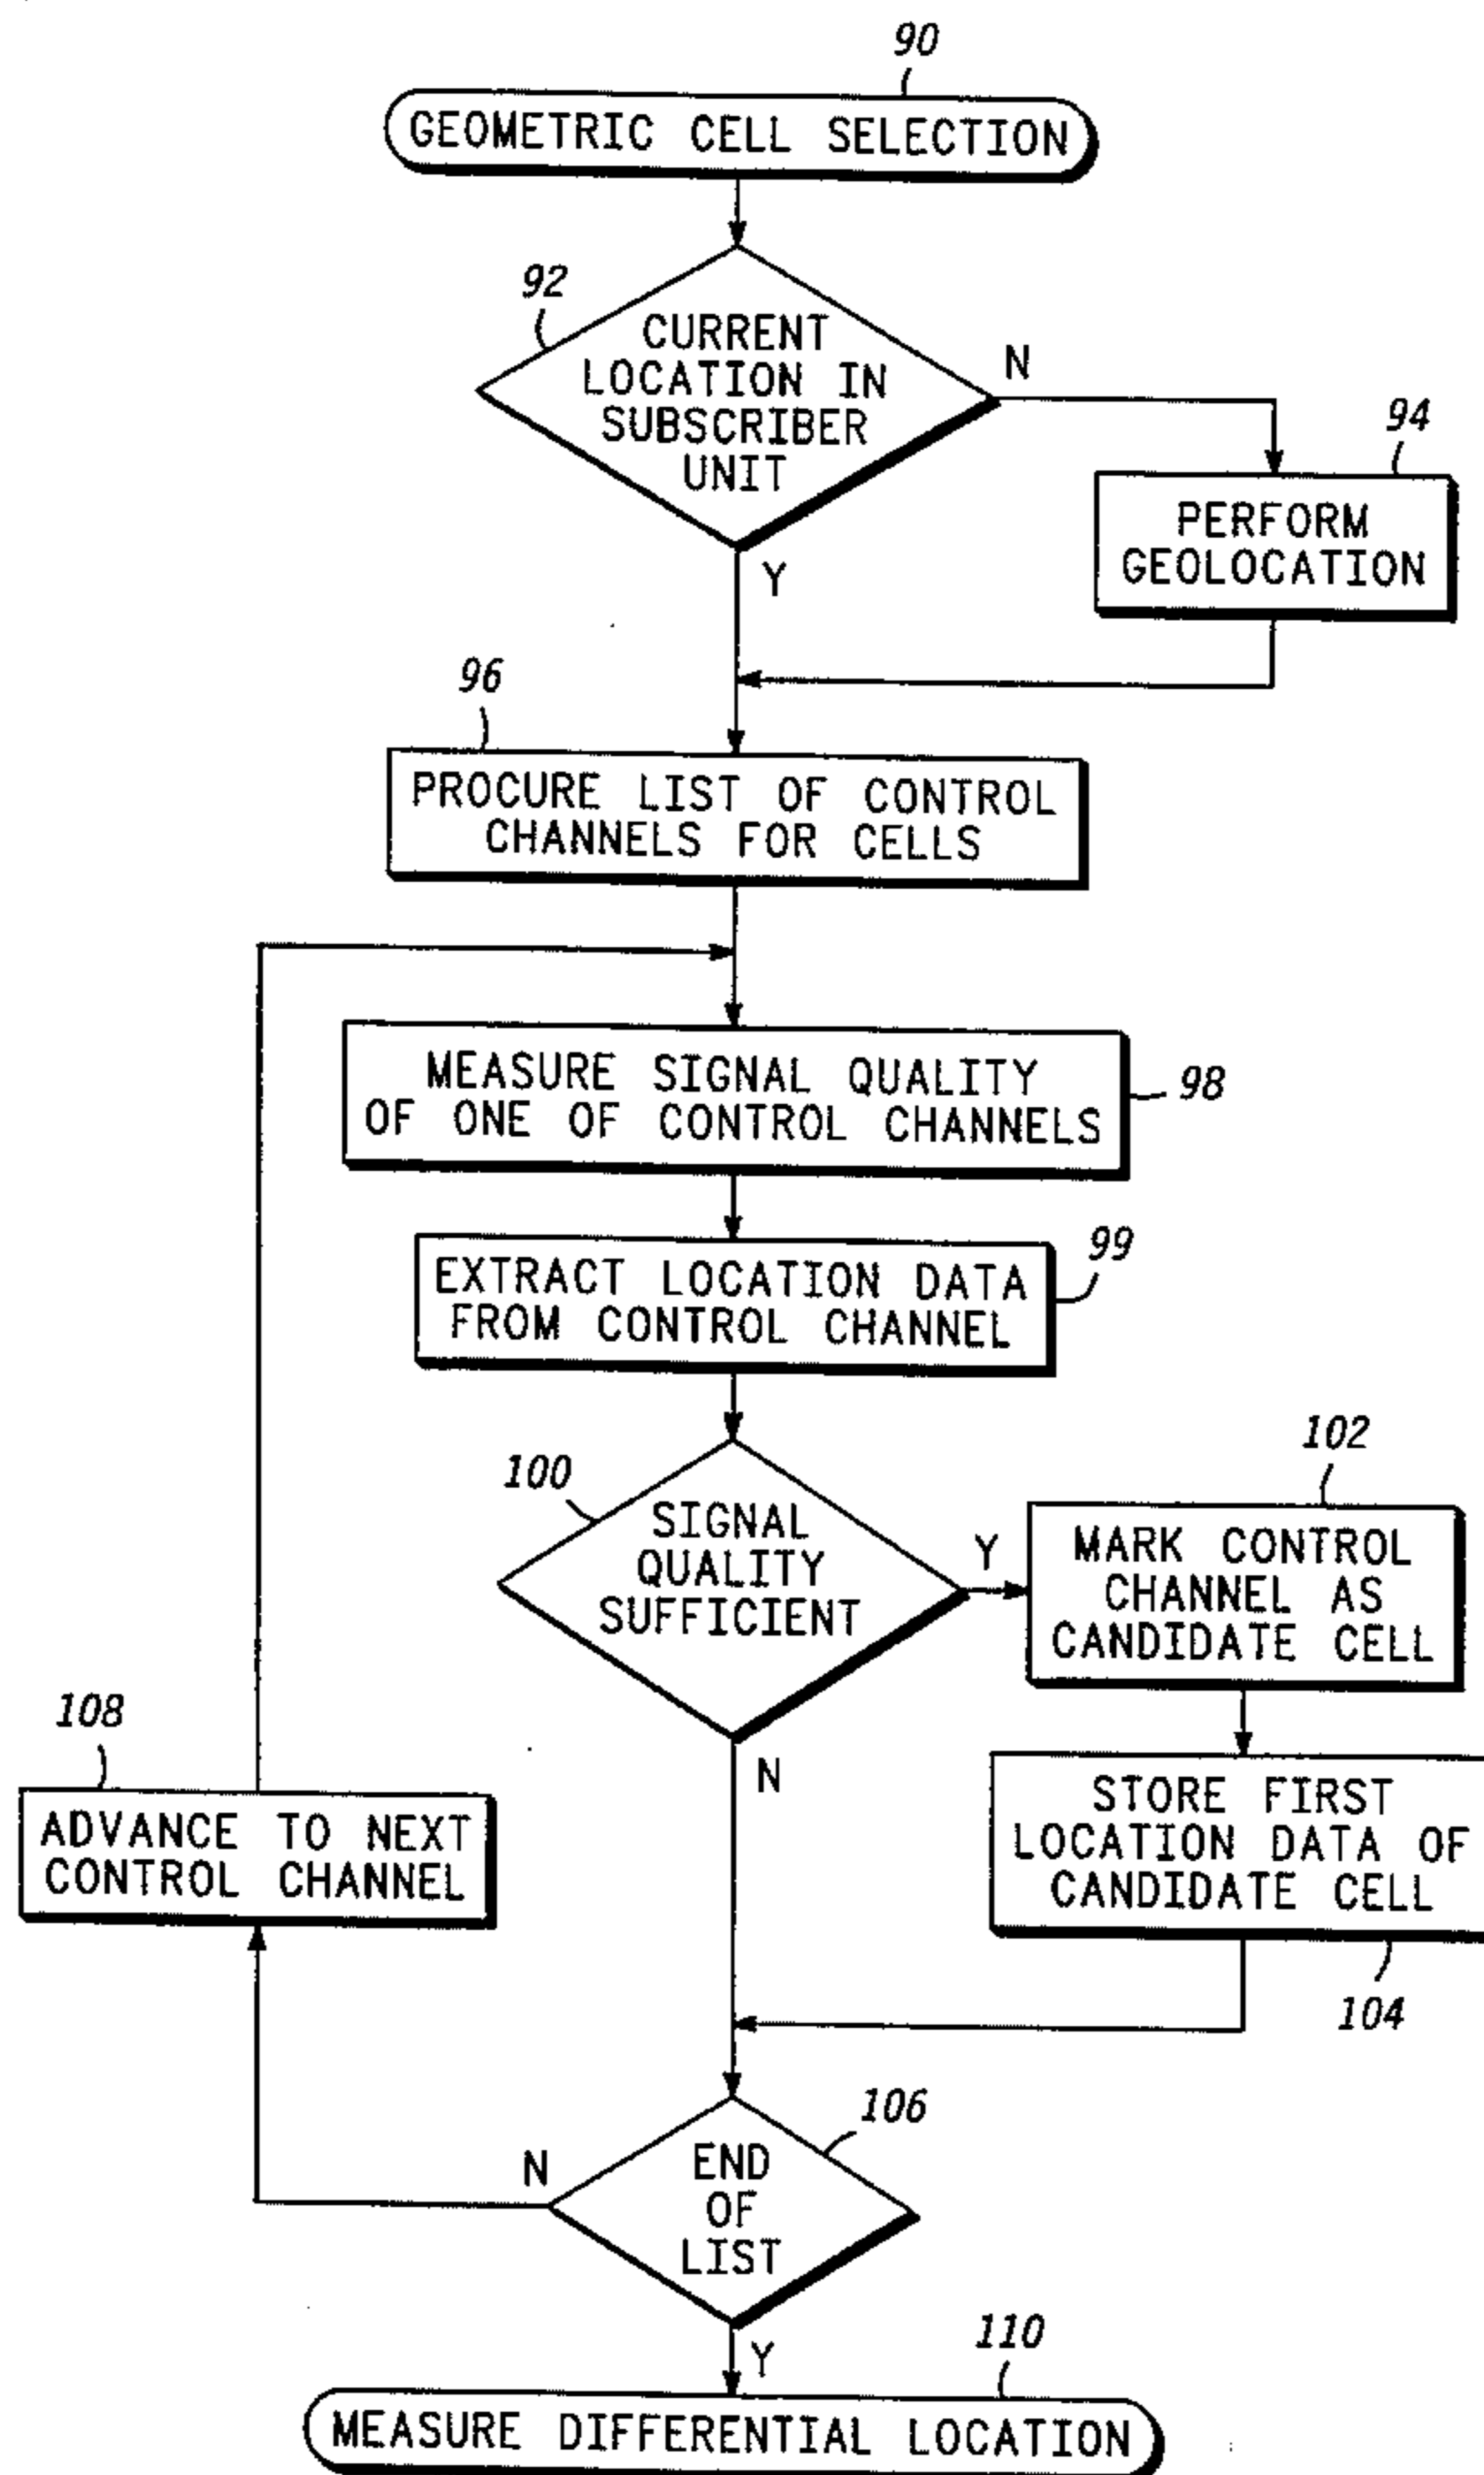 90
GEOMETRIC CELL SELECTION
92
CURRENT
LOCATION IN
SUBSCRIBER
UNIT
N
Y
94
PERFORM
GEOLOCATION
96
PROCURE LIST OF CONTROL
CHANNELS FOR CELLS
MEASURE SIGNAL QUALITY
OF ONE OF CONTROL CHANNELS
98
EXTRACT LOCATION DATA
FROM CONTROL CHANNEL
99
100
SIGNAL
QUALITY
SUFFICIENT
Y
N
102
MARK CONTROL
CHANNEL AS
CANDIDATE CELL
STORE FIRST
LOCATION DATA OF
CANDIDATE CELL
104
108
ADVANCE TO NEXT
CONTROL CHANNEL
106
END
OF
LIST
N
Y
110
MEASURE DIFFERENTIAL LOCATION